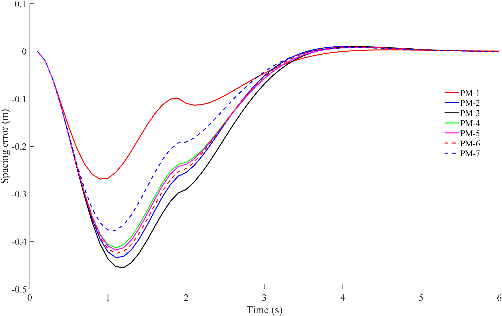 0.1
0
-0.1
-0.2
-0.3
-0.4
-0.5
Spacing error (m)
PM-1
PM-2
PM-3
PM-4
PM-5
PM-6
PM-7
0 1 2 3 4 5 6
Time (s)